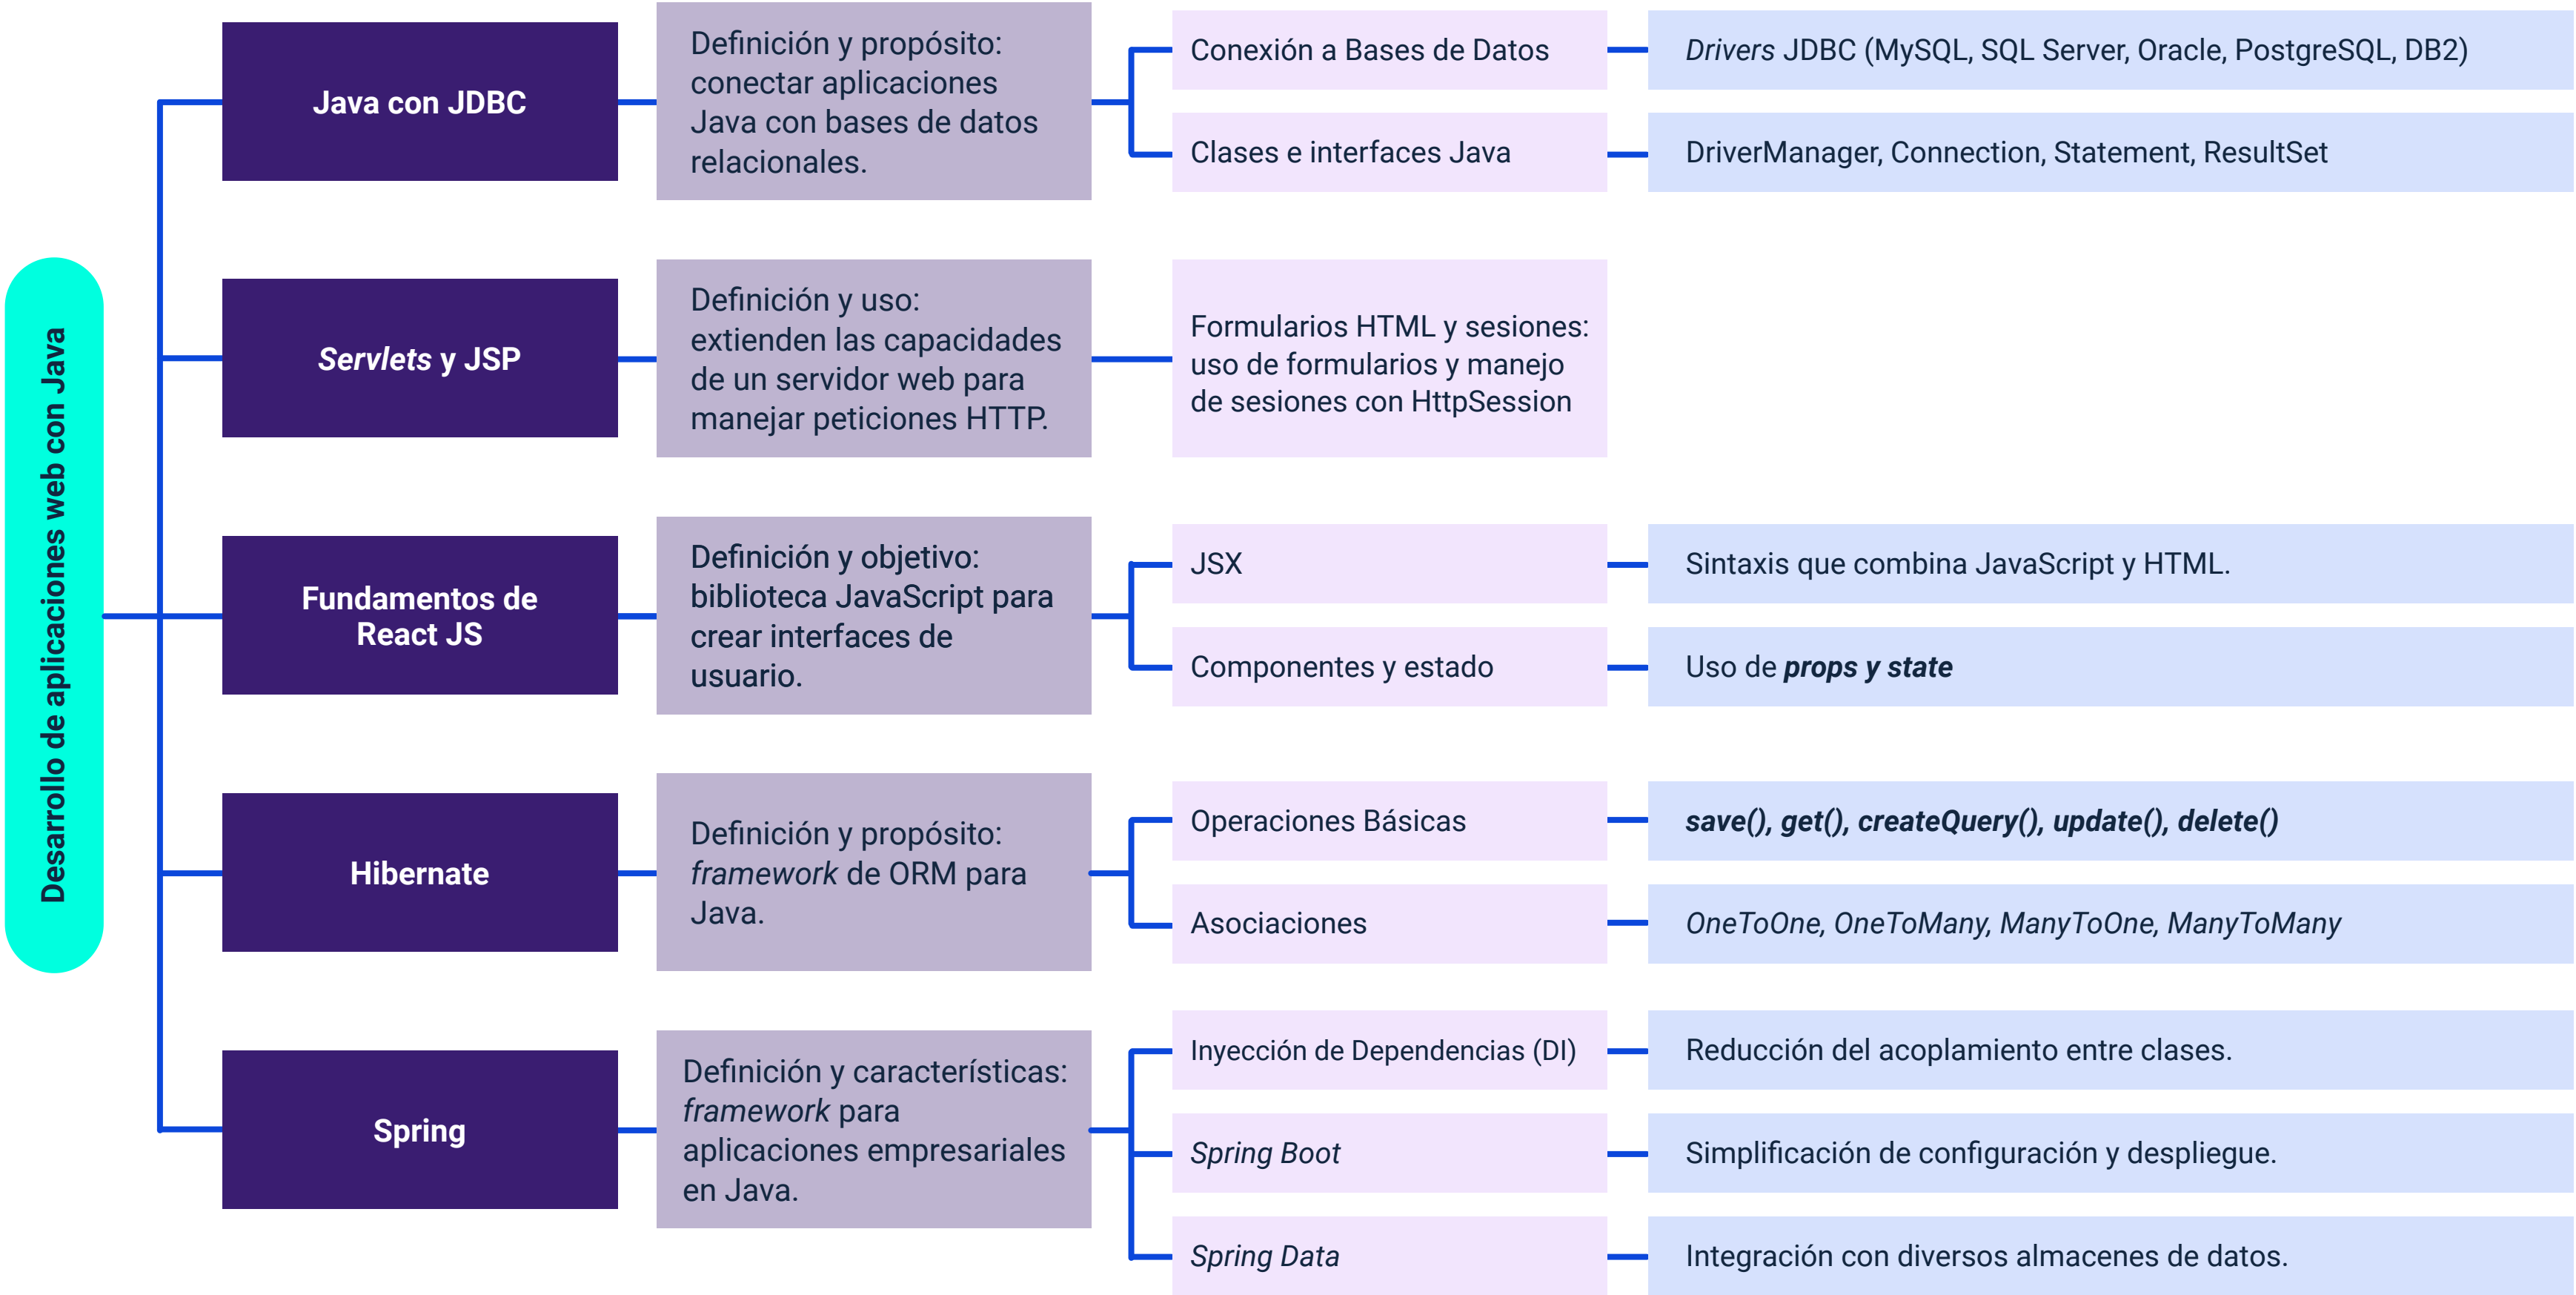 Desarrollo de aplicaciones web con Java
Java con JDBC
Definición y propósito:
conectar aplicaciones
Java con bases de datos
relacionales.
Conexión a Bases de Datos
Drivers JDBC (MySQL, SQL Server, Oracle, PostgreSQL, DB2)
Clases e interfaces Java
DriverManager, Connection, Statement, ResultSet
Servlets y JSP
Definición y uso:
extienden las capacidades
de un servidor web para
manejar peticiones HTTP.
Formularios HTML y sesiones:
uso de formularios y manejo
de sesiones con HttpSession
Fundamentos de
React JS
Definición y objetivo:
biblioteca JavaScript para
crear interfaces de
usuario.
JSX
Sintaxis que combina JavaScript y HTML.
Componentes y estado
Uso de props y state
Hibernate
Definición y propósito:
framework de ORM para
Java.
Operaciones Básicas
save(), get(), createQuery(), update(), delete()
Asociaciones
OneToOne, OneToMany, ManyToOne, ManyToMany
Spring
Definición y características:
framework para
aplicaciones empresariales
en Java.
Inyección de Dependencias (DI)
Reducción del acoplamiento entre clases.
Spring Boot
Simplificación de configuración y despliegue.
Spring Data
Integración con diversos almacenes de datos.